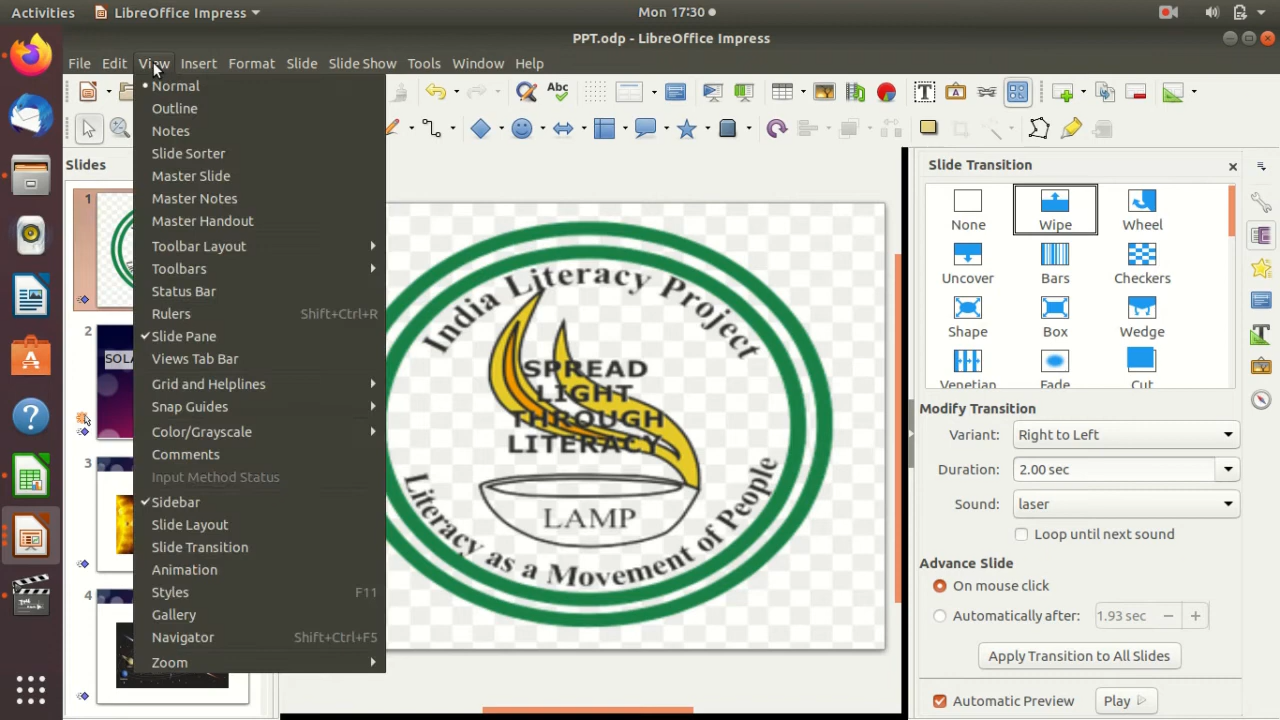 Activities LibreOffice Impress Mon 17:30
PPT.odp - LibreOffice Impress
File Edit View Insert Format Slide Slide Show Tools Window Help
Normal
Outline
Notes
Slide Sorter
Master Slide
Master Notes
Master Handout
Toolbar Layout
Toolbars
Status Bar
Rulers Shift+Ctrl+R
Slide Pane
Views Tab Bar
Grid and Helplines
Snap Guides
Color/Grayscale
Comments
Input Method Status
Sidebar
Slide Layout
Slide Transition
Animation
Styles F11
Gallery
Navigator Shift+Ctrl+F5
Zoom
Abc
Slides
1
2
3
4
India Literacy Project
SPREAD
LIGHT
THROUGH
LITERACY
LAMP
Literacy as a Movement of People
Slide Transition
None Wipe Wheel
Uncover Bars Checkers
Shape Box Wedge
Venetian Fade Cut
Modify Transition
Variant: Right to Left
Duration: 2.00 sec
Sound: laser
Loop until next sound
Advance Slide
On mouse click
Automatically after: 1.93 sec
Apply Transition to All Slides
Automatic Preview Play